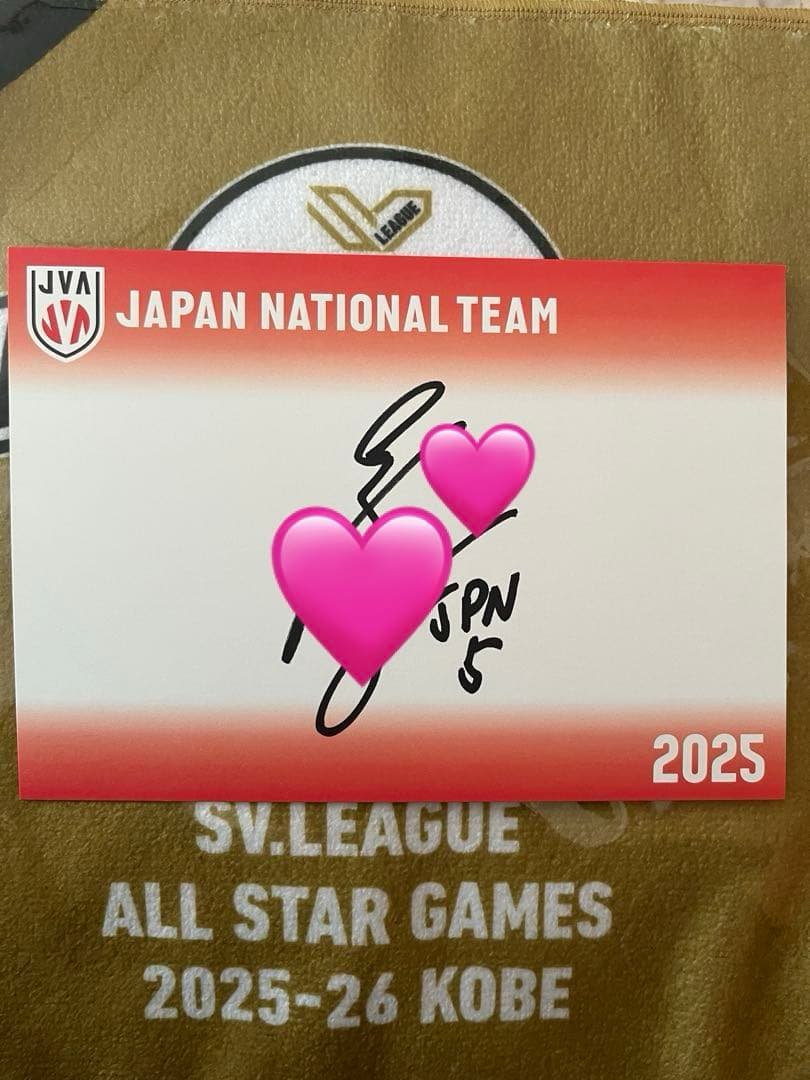 LEAGUE
JVA
JAPAN NATIONAL TEAM
JPN
5
2025
SV.LEAGUE
ALL STAR GAMES
2025-26 KOBE